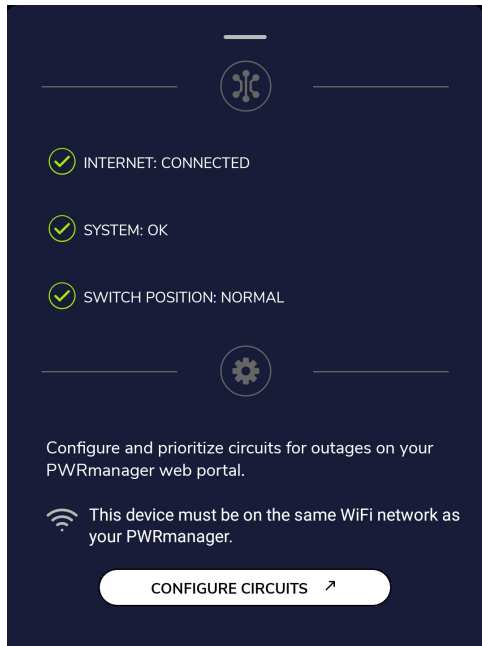 INTERNET: CONNECTED
SYSTEM: OK
SWITCH POSITION: NORMAL
Configure and prioritize circuits for outages on your
PWRmanager web portal.
This device must be on the same WiFi network as
your PWRmanager.
CONFIGURE CIRCUITS